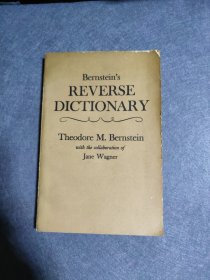 Bernstein's
REVERSE
DICTIONARY
Theodore M. Bernstein
with the collaboration of
Jane Wagner